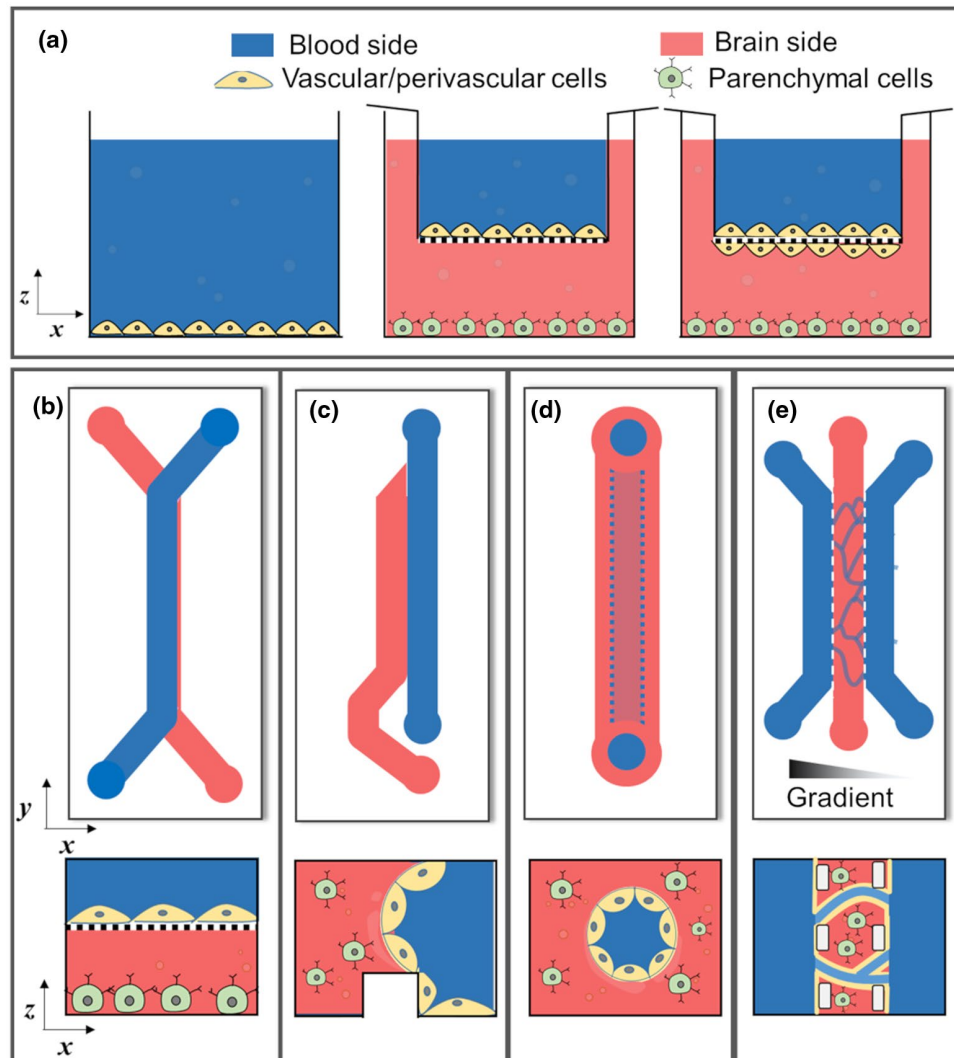 (a)
Blood side
Brain side
Vascular/perivascular cells
Parenchymal cells
z
x
(b)
(c)
(d)
(e)
Gradient
y
x
z
x